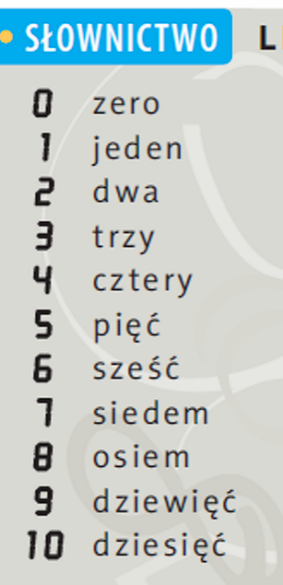 SŁOWNICTWO L
0 zero
1 jeden
2 dwa
3 trzy
4 cztery
5 pięć
6 sześć
7 siedem
8 osiem
9 dziewięć
10 dziesięć